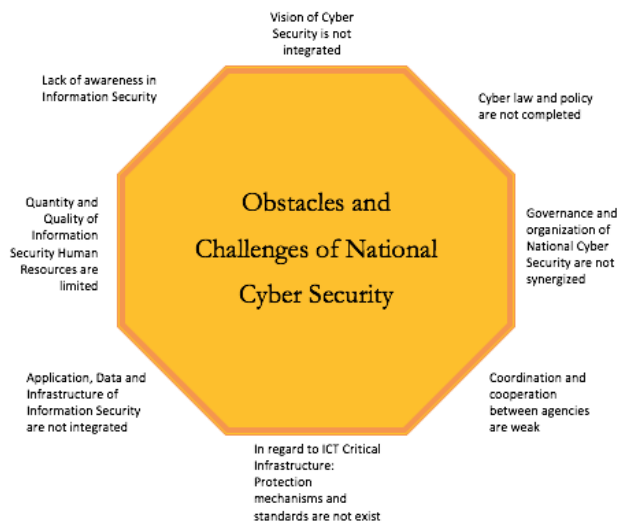 Vision of Cyber
Security is not
integrated
Cyber law and policy
are not completed
Governance and
organization of
National Cyber
Security are not
synergized
Coordination and
cooperation
between agencies
are weak
In regard to ICT Critical
Infrastructure:
Protection
mechanisms and
standards are not exist
Application, Data and
Infrastructure of
Information Security
are not integrated
Quantity and
Quality of
Information
Security Human
Resources are
limited
Lack of awareness in
Information Security
Obstacles and
Challenges of National
Cyber Security